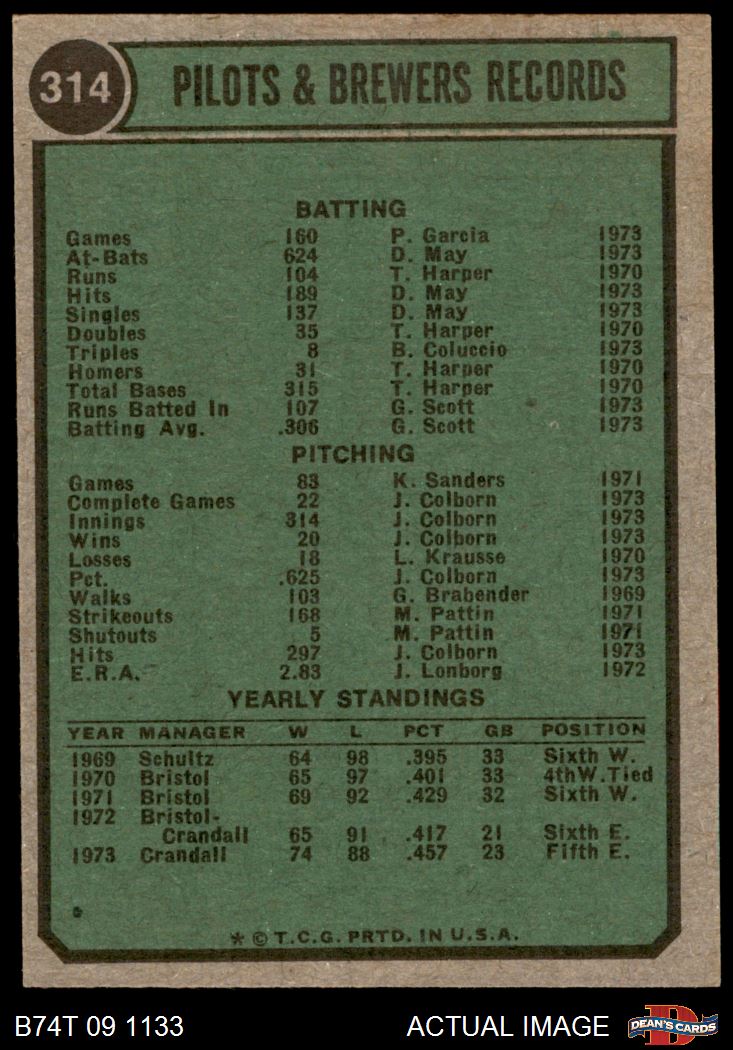 314 PILOTS & BREWERS RECORDS
BATTING
Games 160 P. Garcia 1973
At-Bats 624 D. May 1973
Runs 104 T. Harper 1970
Hits 189 D. May 1973
Singles 137 D. May 1973
Doubles 35 T. Harper 1970
Triples 8 B. Coluccio 1973
Homers 31 T. Harper 1970
Total Bases 315 T. Harper 1970
Runs Batted In 107 G. Scott 1973
Batting Avg. .306 G. Scott 1973
PITCHING
Games 83 K. Sanders 1971
Complete Games 22 J. Colborn 1973
Innings 314 J. Colborn 1973
Wins 20 J. Colborn 1973
Losses 18 L. Krausse 1970
Pct. .625 J. Colborn 1973
Walks 103 G. Brabender 1969
Strikeouts 168 M. Pattin 1971
Shutouts 5 M. Pattin 1971
Hits 297 J. Colborn 1973
E.R.A. 2.83 J. Lonborg 1972
YEARLY STANDINGS
YEAR MANAGER W L PCT GB POSITION
1969 Schultz 64 98 .395 33 Sixth W.
1970 Bristol 65 97 .401 33 4thW.Tied
1971 Bristol 69 92 .429 32 Sixth W.
1972 Bristol-
Crandall 65 91 .417 21 Sixth E.
1973 Crandall 74 88 .457 23 Fifth E.
* © T.C.G. PRTD. IN U.S.A.
B74T 09 1133 ACTUAL IMAGE DEAN'S CARDS